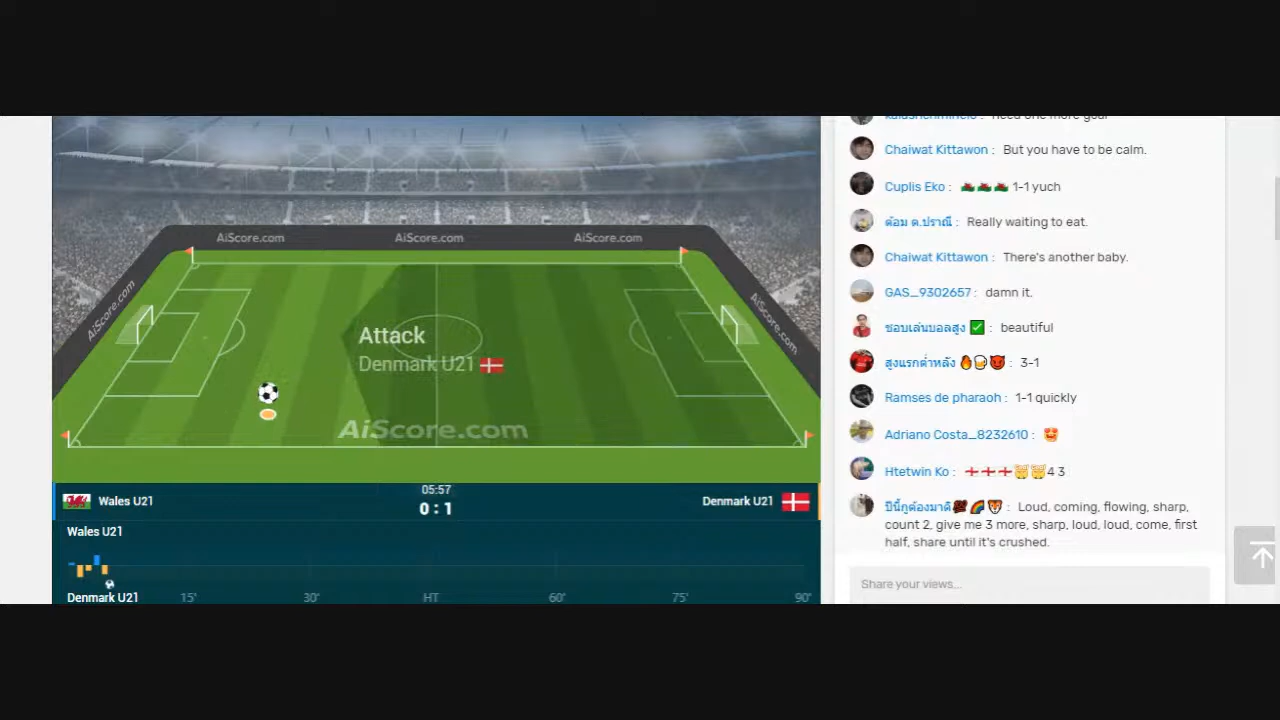 AiScore.com
AiScore.com
AiScore.com
AiScore.com
AiScore.com
Attack
Denmark U21
AiScore.com
05:57
Wales U21
0 : 1
Denmark U21
Wales U21
Denmark U21
15'
30'
HT
60'
75'
90'
need one more goal
Chaiwat Kittawon : But you have to be calm.
Cuplis Eko : 🏴󠁧󠁢󠁷󠁬󠁳󠁿🏴󠁧󠁢󠁷󠁬󠁳󠁿🏴󠁧󠁢󠁷󠁬󠁳󠁿 1-1 yuch
ต้อม ต.ปราณี : Really waiting to eat.
Chaiwat Kittawon : There's another baby.
GAS_9302657 : damn it.
ชอบเล่นบอลสูง ✅ : beautiful
สูงแรกต่ำหลัง 🔥🍺😈 : 3-1
Ramses de pharaoh : 1-1 quickly
Adriano Costa_8232610 : 🥰
Htetwin Ko : 🏴󠁧󠁢󠁥󠁮󠁧󠁿🏴󠁧󠁢󠁥󠁮󠁧󠁿🏴󠁧󠁢󠁥󠁮󠁧󠁿 4 3
ปีนี้กูต้องมาดิ : Loud, coming, flowing, sharp,
count 2, give me 3 more, sharp, loud, loud, come, first
half, share until it's crushed.
Share your views...